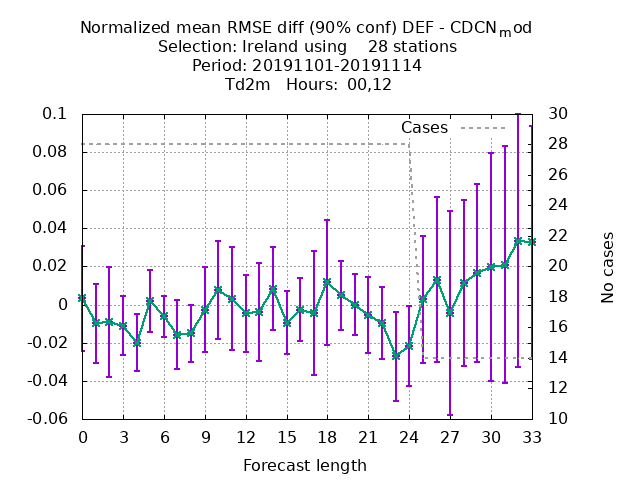 Normalized mean RMSE diff (90% conf) DEF - CDCNmod
Selection: Ireland using 28 stations
Period: 20191101-20191114
Td2m Hours: 00,12
0.1 30
Cases
0.08 28
0.06 26
24
0.04
22
0.02 20
0 18
16
-0.02
14
-0.04 12
-0.06 10
No cases
0 3 6 9 12 15 18 21 24 27 30 33
Forecast length